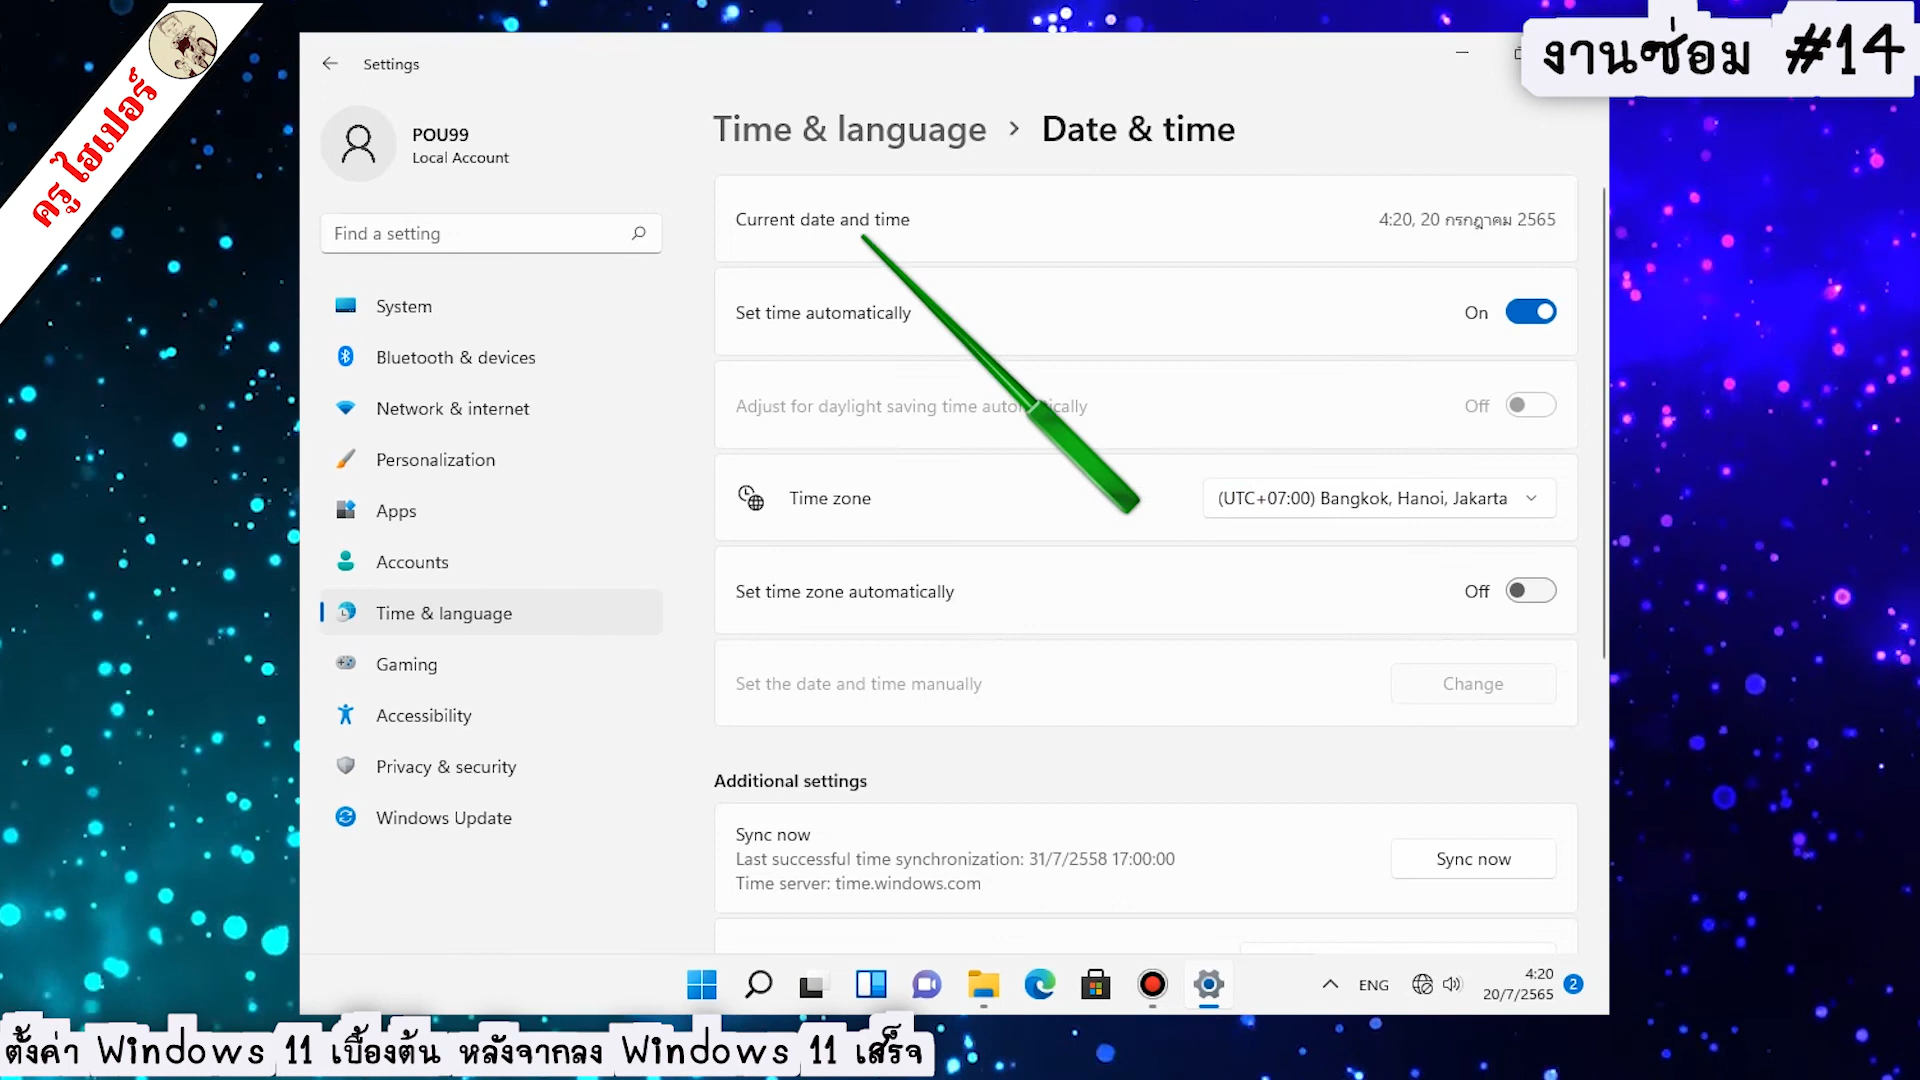 ครูไฮเปอร์
งานซ่อม #14
Settings
POU99
Local Account
Find a setting
System
Bluetooth & devices
Network & internet
Personalization
Apps
Accounts
Time & language
Gaming
Accessibility
Privacy & security
Windows Update
Time & language > Date & time
Current date and time 4:20, 20 กรกฎาคม 2565
Set time automatically On
Adjust for daylight saving time automatically Off
Time zone (UTC+07:00) Bangkok, Hanoi, Jakarta
Set time zone automatically Off
Set the date and time manually Change
Additional settings
Sync now
Last successful time synchronization: 31/7/2558 17:00:00
Time server: time.windows.com
Sync now
ENG
4:20
20/7/2565
2
ตั้งค่า Windows 11 เบื้องต้น หลังจากลง Windows 11 เสร็จ